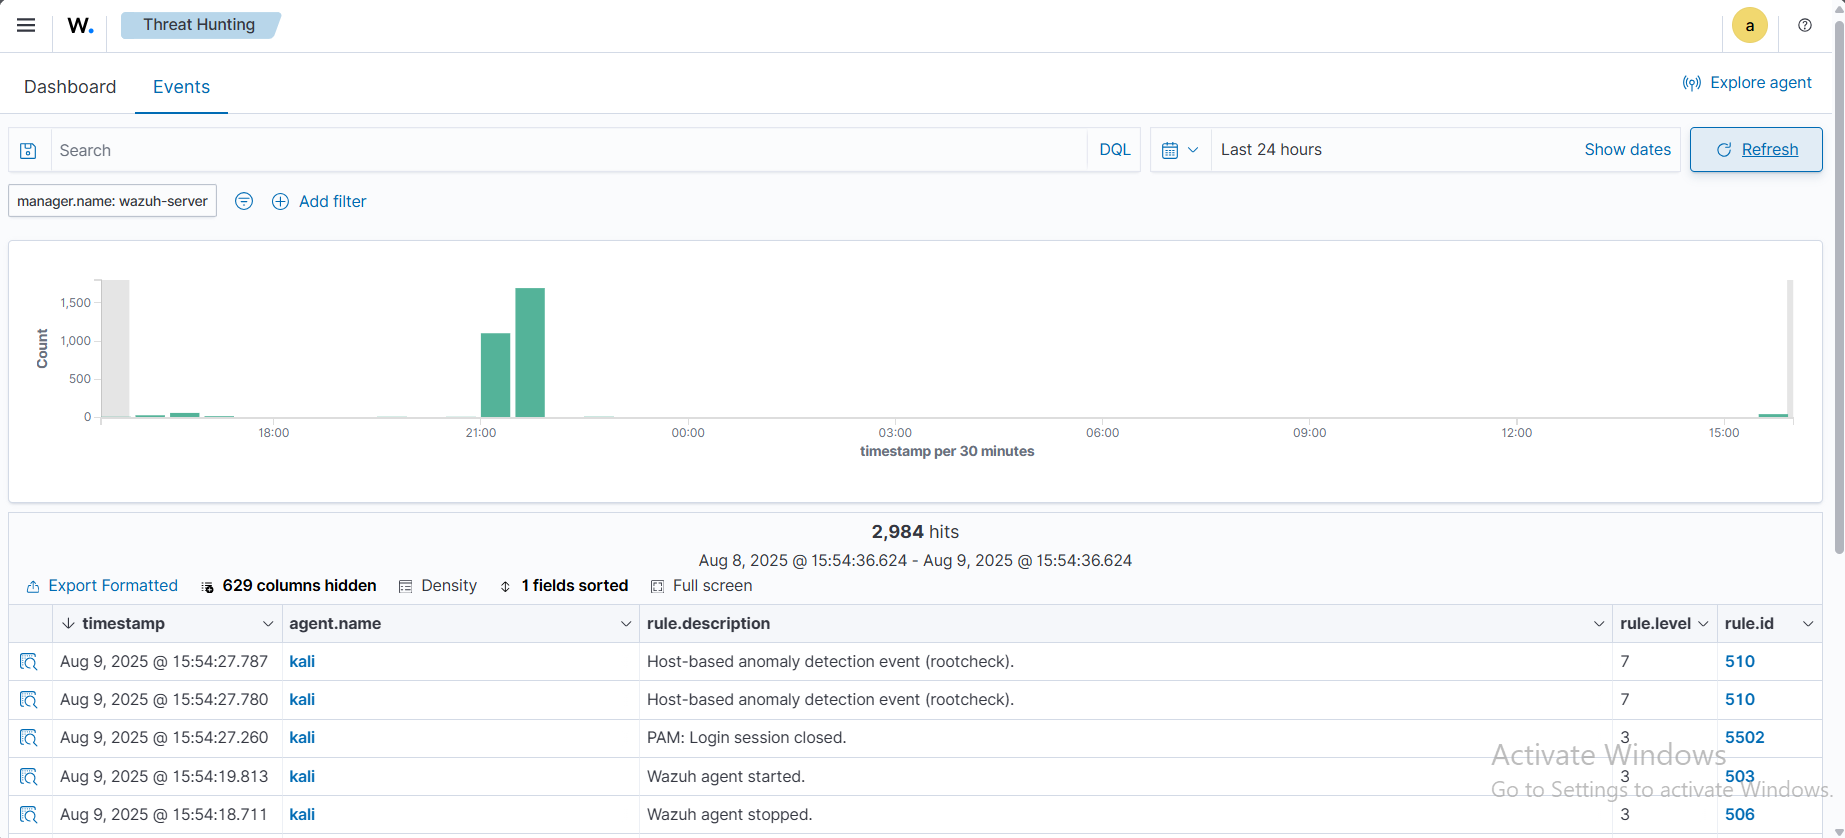 W. Threat Hunting a
Dashboard Events Explore agent
Search DQL Last 24 hours Show dates Refresh
manager.name: wazuh-server Add filter
Count
1,500
1,000
500
0
18:00 21:00 00:00 03:00 06:00 09:00 12:00 15:00
timestamp per 30 minutes
2,984 hits
Aug 8, 2025 @ 15:54:36.624 - Aug 9, 2025 @ 15:54:36.624
Export Formatted 629 columns hidden Density 1 fields sorted Full screen
timestamp agent.name rule.description rule.level rule.id
Aug 9, 2025 @ 15:54:27.787 kali Host-based anomaly detection event (rootcheck). 7 510
Aug 9, 2025 @ 15:54:27.780 kali Host-based anomaly detection event (rootcheck). 7 510
Aug 9, 2025 @ 15:54:27.260 kali PAM: Login session closed. 3 5502
Aug 9, 2025 @ 15:54:19.813 kali Wazuh agent started. 3 503
Aug 9, 2025 @ 15:54:18.711 kali Wazuh agent stopped. 3 506
Activate Windows
Go to Settings to activate Windows.